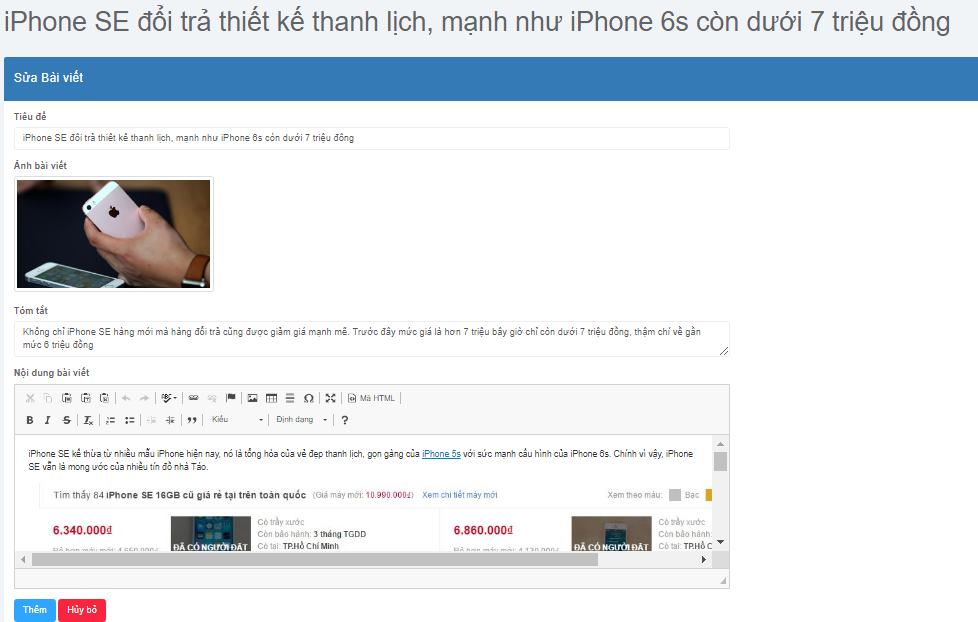 iPhone SE đổi trả thiết kế thanh lịch, mạnh như iPhone 6s còn dưới 7 triệu đồng
Sửa Bài viết
Tiêu đề
iPhone SE đổi trả thiết kế thanh lịch, mạnh như iPhone 6s còn dưới 7 triệu đồng
Ảnh bài viết
Tóm tắt
Không chỉ iPhone SE hàng mới mà hàng đổi trả cũng được giảm giá mạnh mẽ. Trước đây mức giá là hơn 7 triệu bây giờ chỉ còn dưới 7 triệu đồng, thậm chí về gần
mức 6 triệu đồng
Nội dung bài viết
Mã HTML
Kiểu Định dạng ?
iPhone SE kế thừa từ nhiều mẫu iPhone hiện nay, nó là tổng hòa của vẻ đẹp thanh lịch, gọn gàng của iPhone 5s với sức mạnh cấu hình của iPhone 6s. Chính vì vậy, iPhone
SE vẫn là mong ước của nhiều tín đồ nhà Táo.
Tìm thấy 84 iPhone SE 16GB cũ giá rẻ tại trên toàn quốc (Giá máy mới: 10.990.000₫) Xem chi tiết máy mới Xem theo màu: Bạc
6.340.000₫ ĐÃ CÓ NGƯỜI ĐẶT Có trầy xước
Còn bảo hành: 3 tháng TGDD
Có tại: TP.Hồ Chí Minh
Rẻ hơn máy mới: 4.650.000₫
6.860.000₫ ĐÃ CÓ NGƯỜI ĐẶT Có trầy xước
Còn bảo hành:
Có tại: TP.Hồ C
Rẻ hơn máy mới: 4.130.000₫
Thêm Hủy bỏ